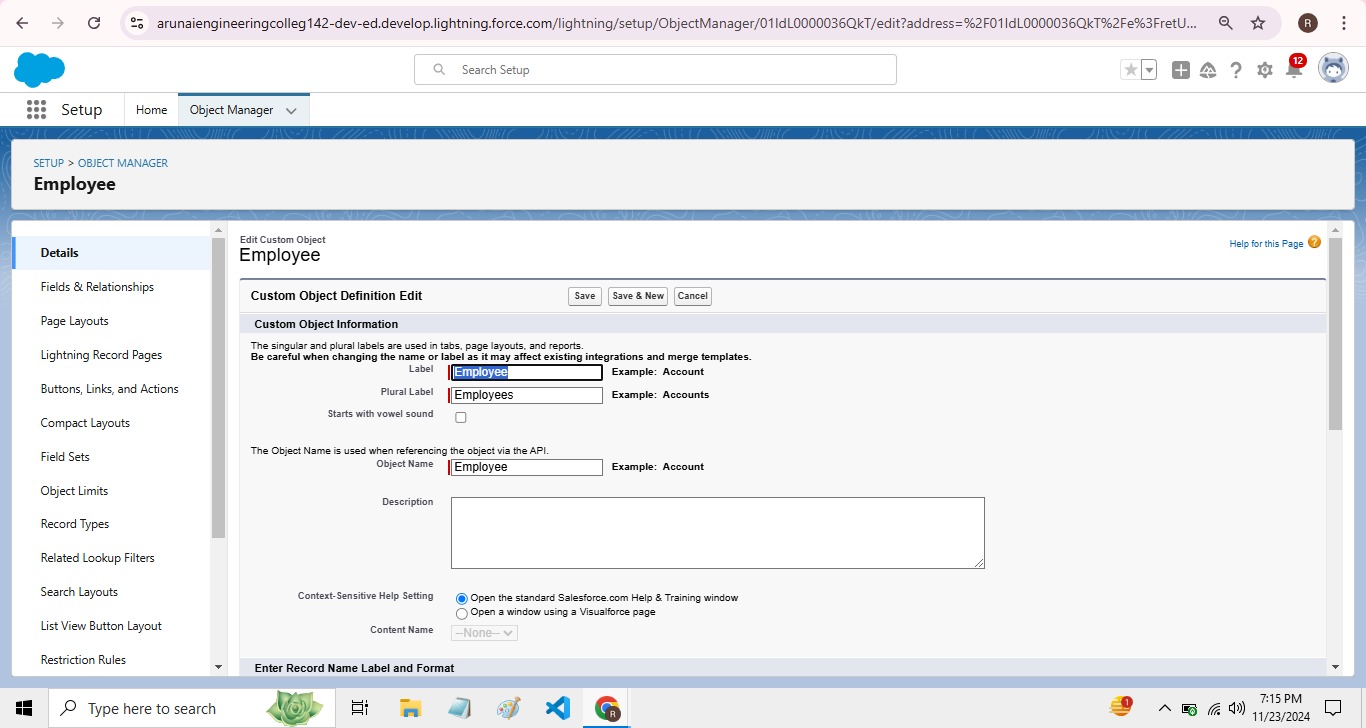 arunaiengineeringcolleg142-dev-ed.develop.lightning.force.com/lightning/setup/ObjectManager/01IdL0000036QkT/edit?address=%2F01IdL0000036QkT%2Fe%3FretU...
R
Search Setup
12
Setup
Home
Object Manager
SETUP > OBJECT MANAGER
Employee
Details
Fields & Relationships
Page Layouts
Lightning Record Pages
Buttons, Links, and Actions
Compact Layouts
Field Sets
Object Limits
Record Types
Related Lookup Filters
Search Layouts
List View Button Layout
Restriction Rules
Edit Custom Object
Employee
Help for this Page
Custom Object Definition Edit
Save
Save & New
Cancel
Custom Object Information
The singular and plural labels are used in tabs, page layouts, and reports.
Be careful when changing the name or label as it may affect existing integrations and merge templates.
Label Employee Example: Account
Plural Label Employees Example: Accounts
Starts with vowel sound
The Object Name is used when referencing the object via the API.
Object Name Employee Example: Account
Description
Context-Sensitive Help Setting Open the standard Salesforce.com Help & Training window
Open a window using a Visualforce page
Content Name --None--
Enter Record Name Label and Format
Type here to search
R
1
7:15 PM
11/23/2024